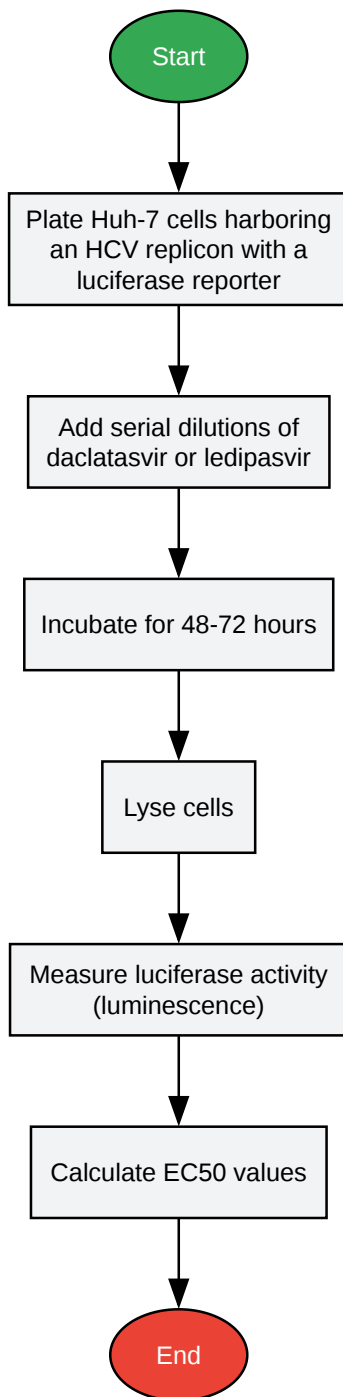 Start
Plate Huh-7 cells harboring
an HCV replicon with a
luciferase reporter
Add serial dilutions of
daclatasvir or ledipasvir
Incubate for 48-72 hours
Lyse cells
Measure luciferase activity
(luminescence)
Calculate EC50 values
End